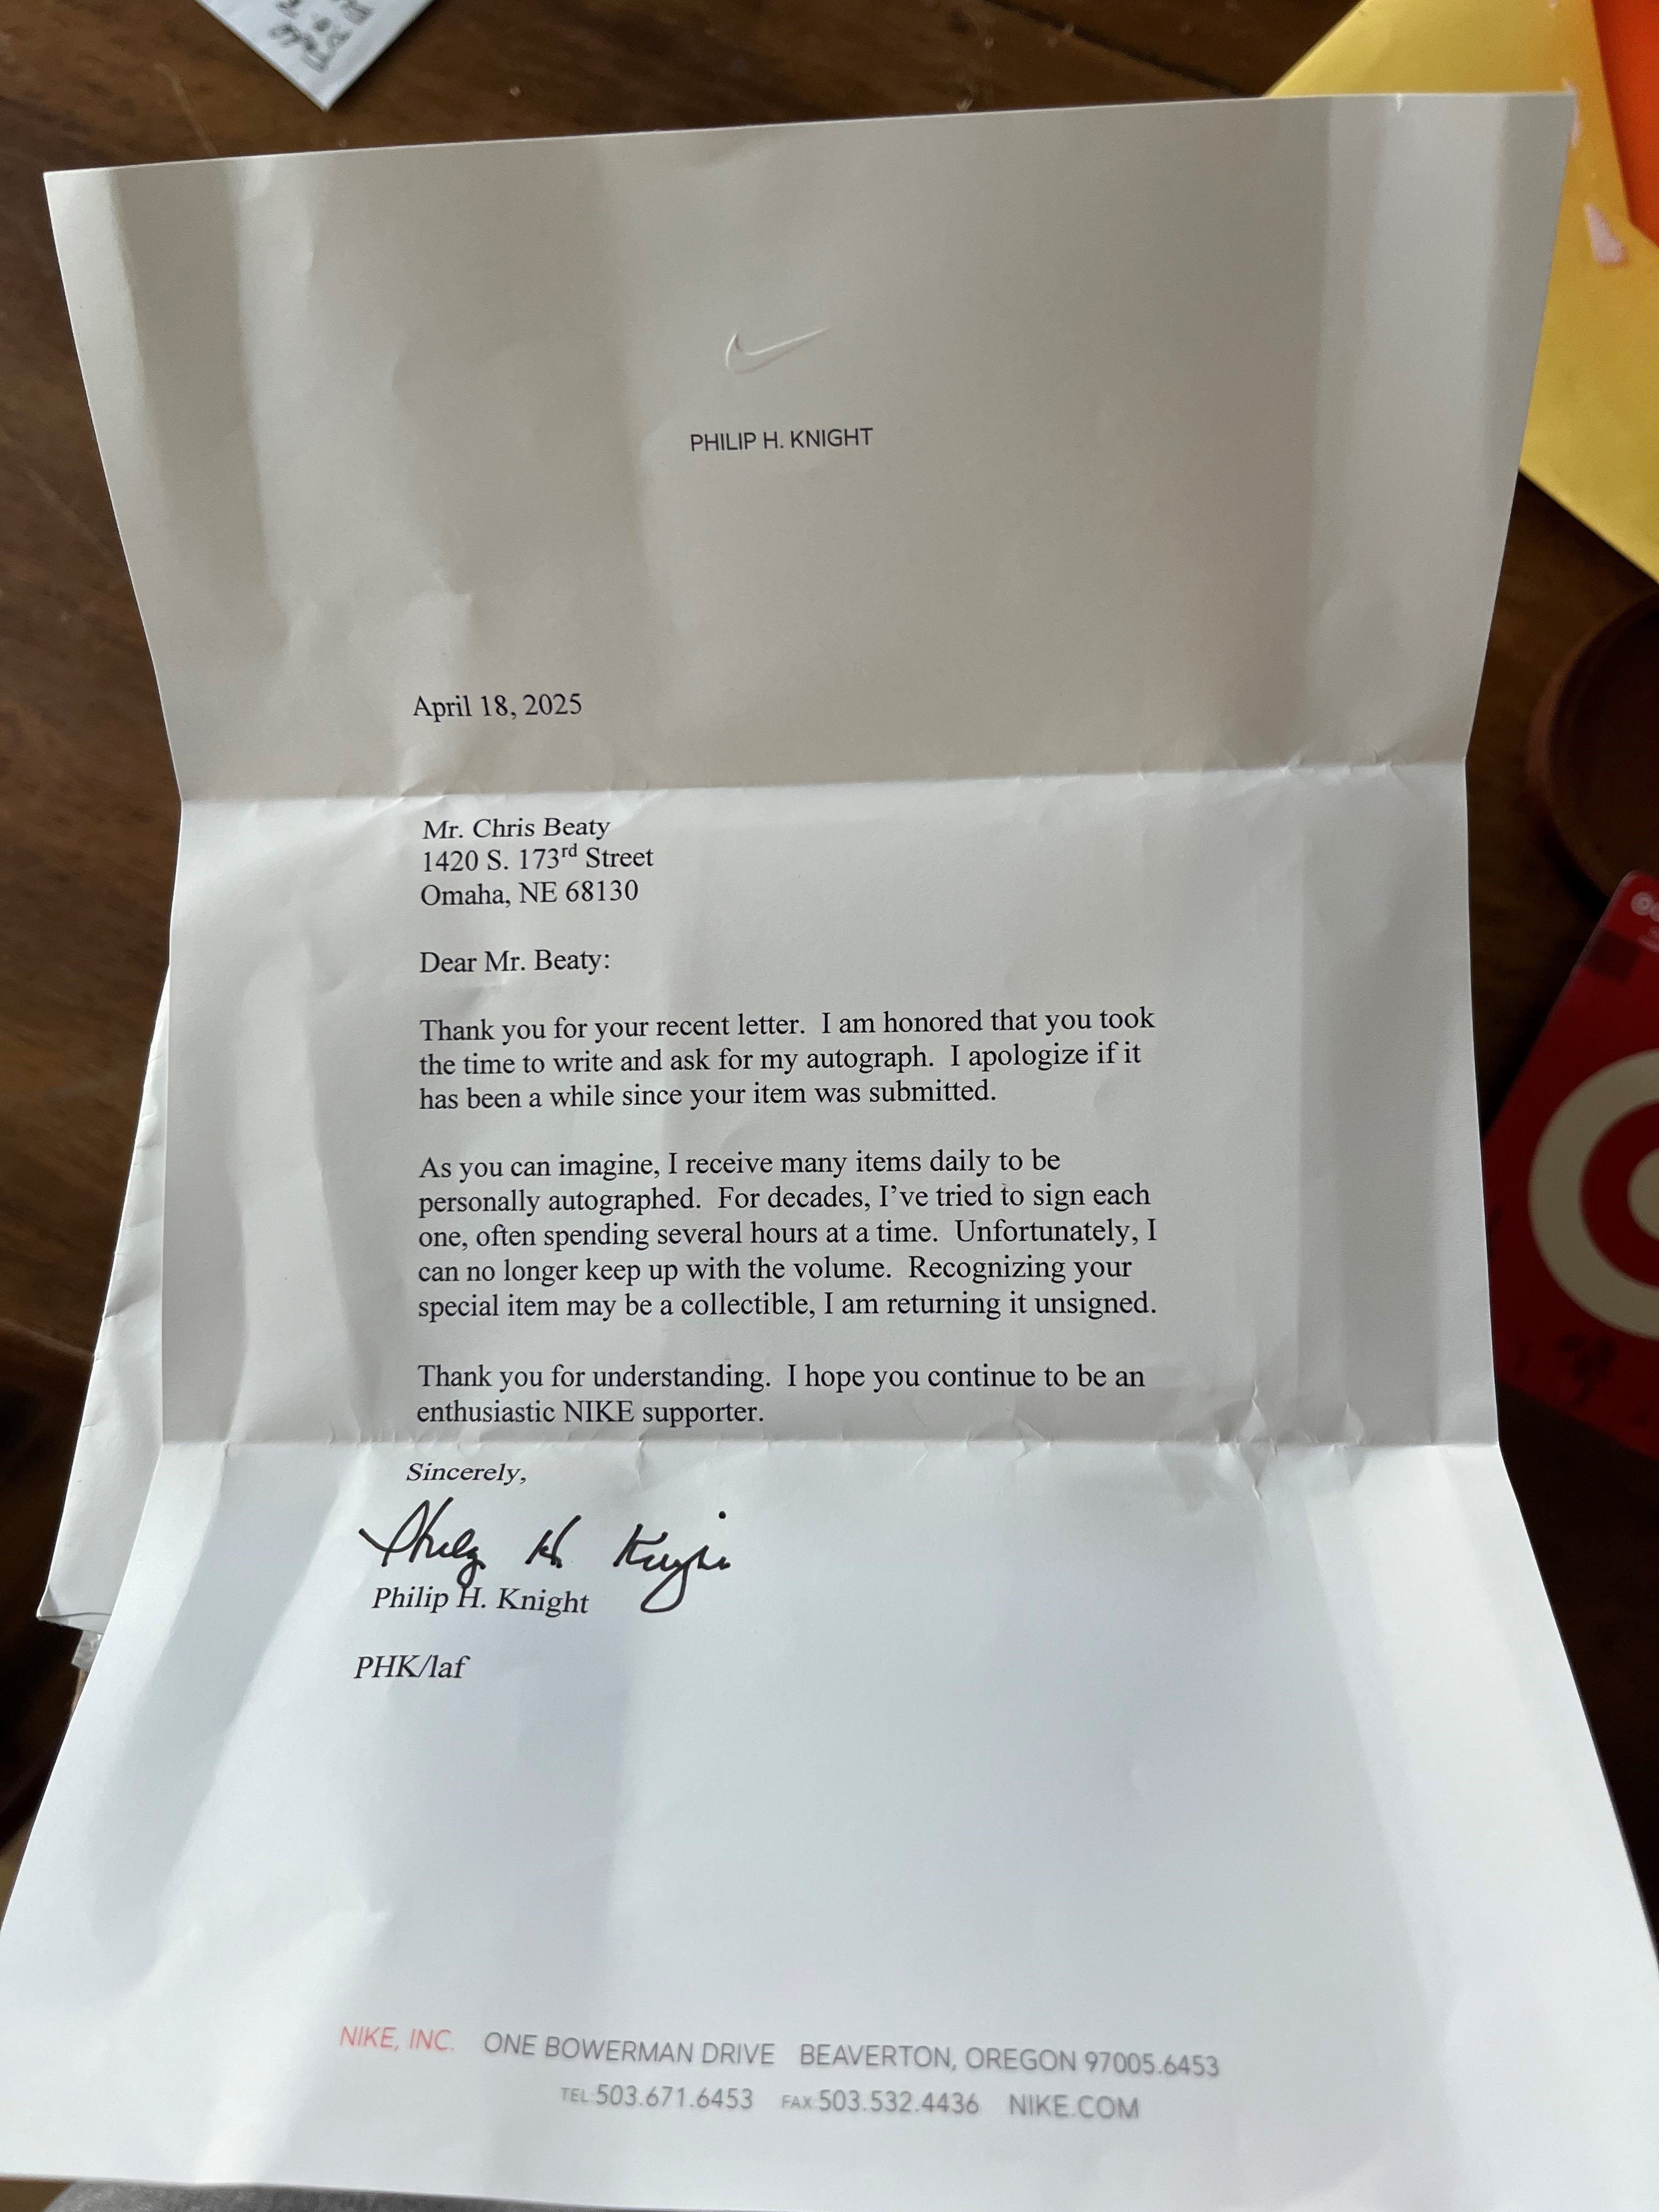 PHILIP H. KNIGHT
April 18, 2025
Mr. Chris Beaty
1420 S. 173rd Street
Omaha, NE 68130
Dear Mr. Beaty:
Thank you for your recent letter.  I am honored that you took
the time to write and ask for my autograph.  I apologize if it
has been a while since your item was submitted.
As you can imagine, I receive many items daily to be
personally autographed.  For decades, I’ve tried to sign each
one, often spending several hours at a time.  Unfortunately, I
can no longer keep up with the volume.  Recognizing your
special item may be a collectible, I am returning it unsigned.
Thank you for understanding.  I hope you continue to be an
enthusiastic NIKE supporter.
Sincerely,
Philip H. Knight
PHK/laf
NIKE, INC. ONE BOWERMAN DRIVE BEAVERTON, OREGON 97005.6453
TEL:503.671.6453 FAX:503.532.4436 NIKE.COM